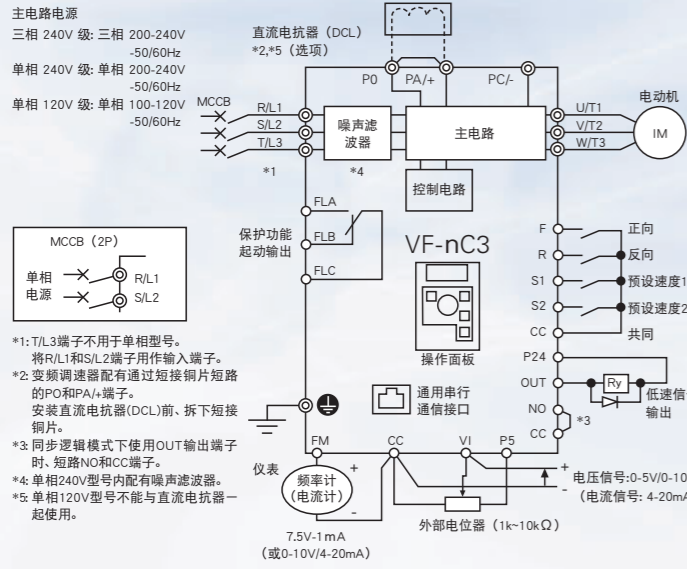 主电路电源
三相 240V 级: 三相 200-240V
-50/60Hz
单相 240V 级: 单相 200-240V
-50/60Hz
单相 120V 级: 单相 100-120V
-50/60Hz
直流电抗器（DCL）
*2,*5（选项）
P0 PA/+ PC/-
MCCB
R/L1
S/L2
T/L3
*1
噪声滤
波器
*4
主电路
控制电路
U/T1
V/T2
W/T3
电动机
IM
FLA
FLB
FLC
保护功能
起动输出
VF-nC3
操作面板
通用串行
通信接口
F 正向
R 反向
S1 预设速度1
S2 预设速度2
CC 共同
P24
OUT
Ry
低速信
输出
NO
CC
*3
MCCB（2P）
单相
电源
R/L1
S/L2
*1: T/L3端子不用于单相型号。
将R/L1和S/L2端子用作输入端子。
*2: 变频调速器配有通过短接铜片短路
的PO和PA/+端子。
安装直流电抗器(DCL)前、拆下短接
铜片。
*3: 同步逻辑模式下使用OUT输出端子
时、短路NO和CC端子。
*4: 单相240V型号内配有噪声滤波器。
*5: 单相120V型号不能与直流电抗器一
起使用。
FM CC VI P5
仪表
频率计
（电流计）
+
-
7.5V-1mA
（或0-10V/4-20mA）
外部电位器（1k~10kΩ）
+
-
电压信号:0-5V/0-10
（电流信号: 4-20mA